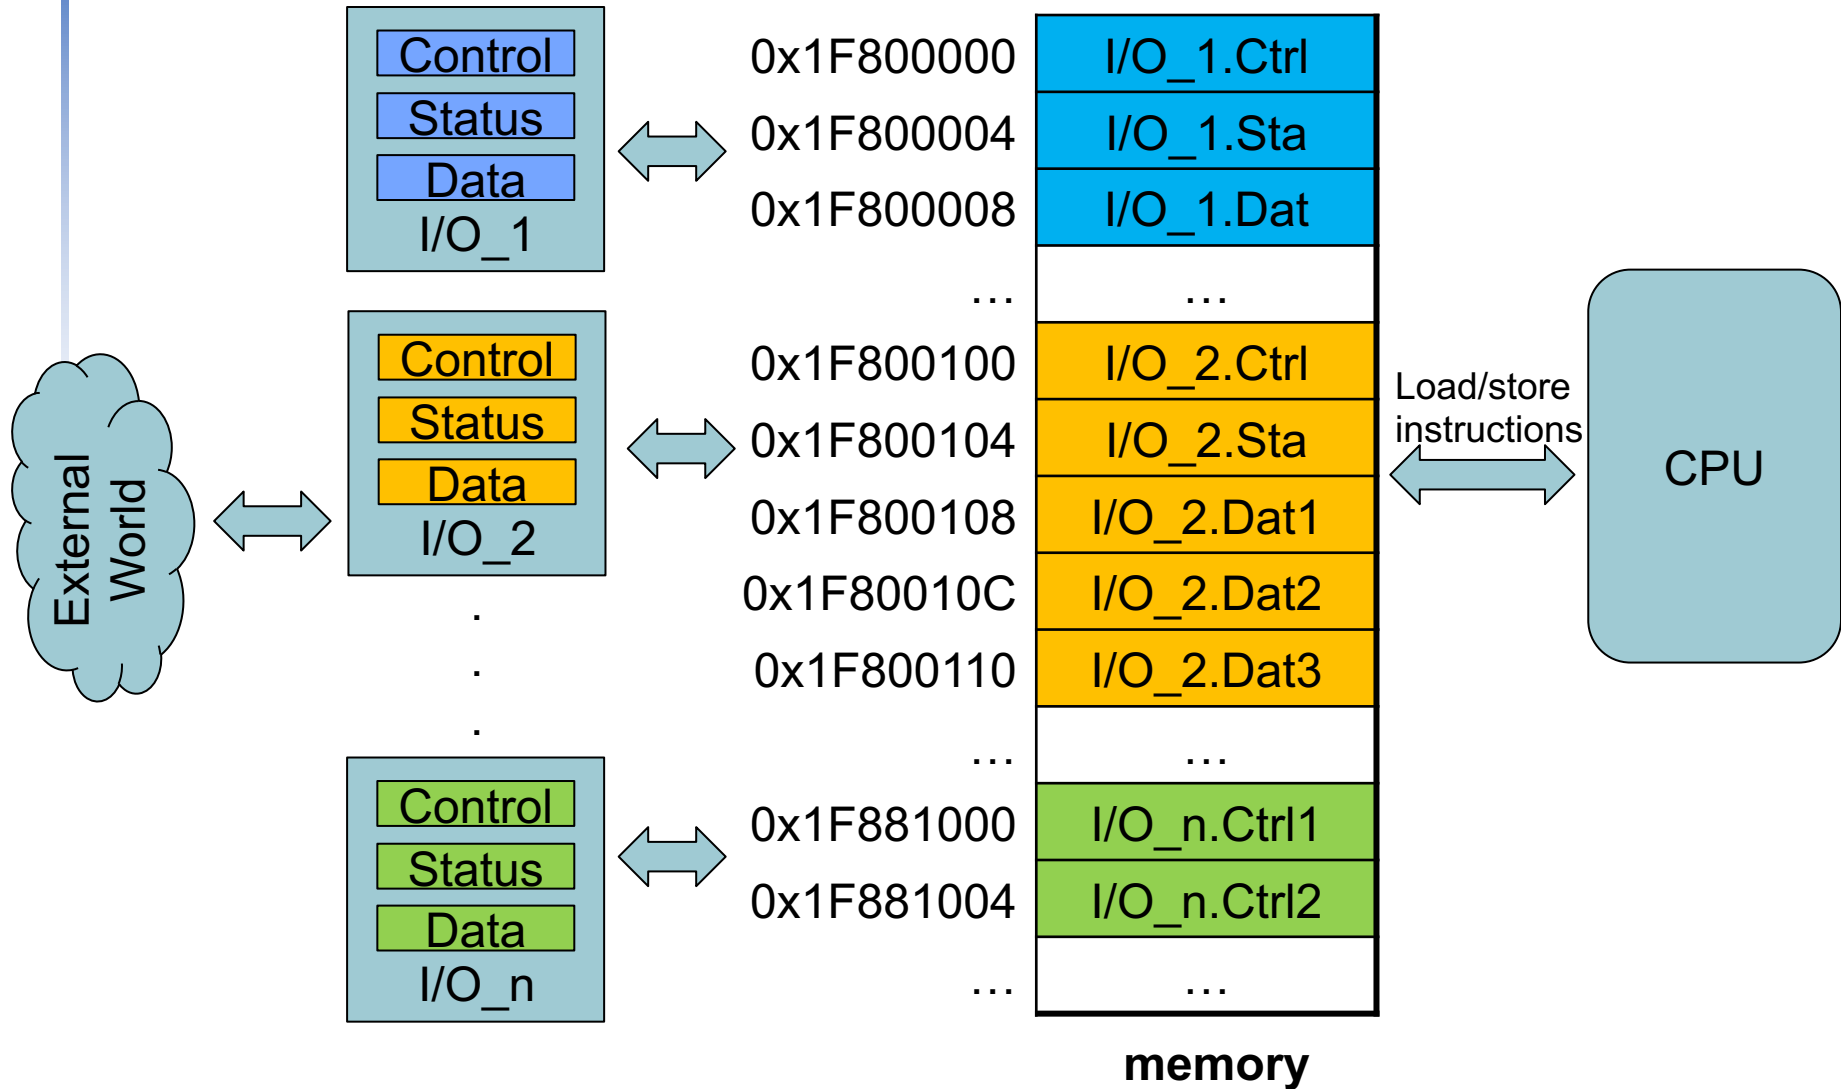 Control
Status
Data
I/O_1
Control
Status
Data
I/O_2
.
.
.
Control
Status
Data
I/O_n
External
World
0x1F800000 I/O_1.Ctrl
0x1F800004 I/O_1.Sta
0x1F800008 I/O_1.Dat
... ...
0x1F800100 I/O_2.Ctrl
0x1F800104 I/O_2.Sta
0x1F800108 I/O_2.Dat1
0x1F80010C I/O_2.Dat2
0x1F800110 I/O_2.Dat3
... ...
0x1F881000 I/O_n.Ctrl1
0x1F881004 I/O_n.Ctrl2
... ...
memory
Load/store
instructions
CPU